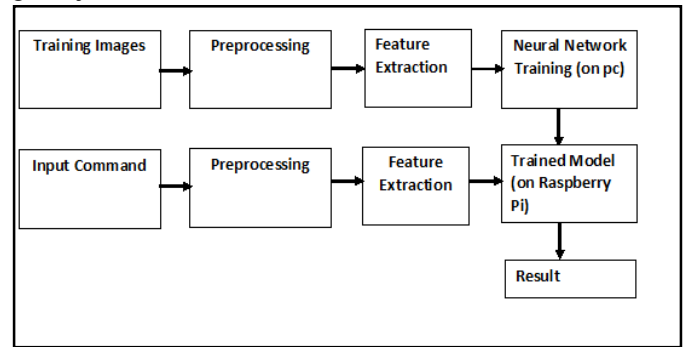 Training Images
Preprocessing
Feature
Extraction
Neural Network
Training (on pc)
Input Command
Preprocessing
Feature
Extraction
Trained Model
(on Raspberry
Pi)
Result